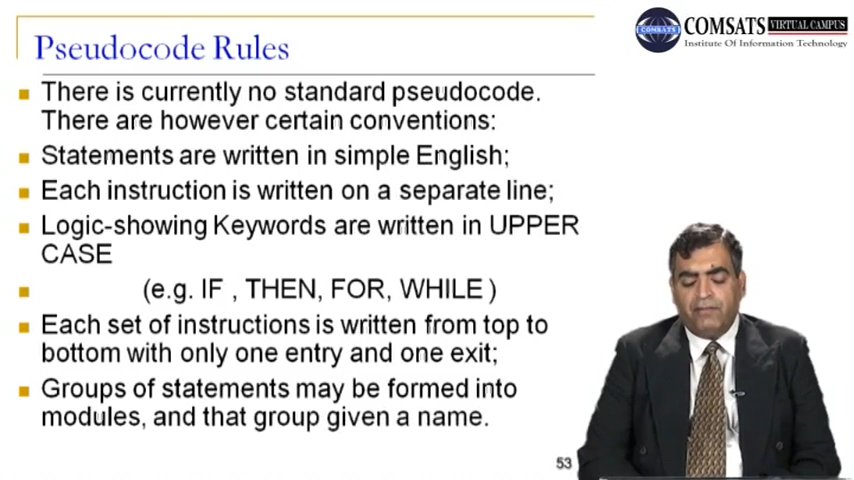 Pseudocode Rules
COMSATS VIRTUAL CAMPUS
COMSATS
Institute Of Information Technology
There is currently no standard pseudocode.
There are however certain conventions:
Statements are written in simple English;
Each instruction is written on a separate line;
Logic-showing Keywords are written in UPPER
CASE
(e.g. IF , THEN, FOR, WHILE )
Each set of instructions is written from top to
bottom with only one entry and one exit;
Groups of statements may be formed into
modules, and that group given a name.
53